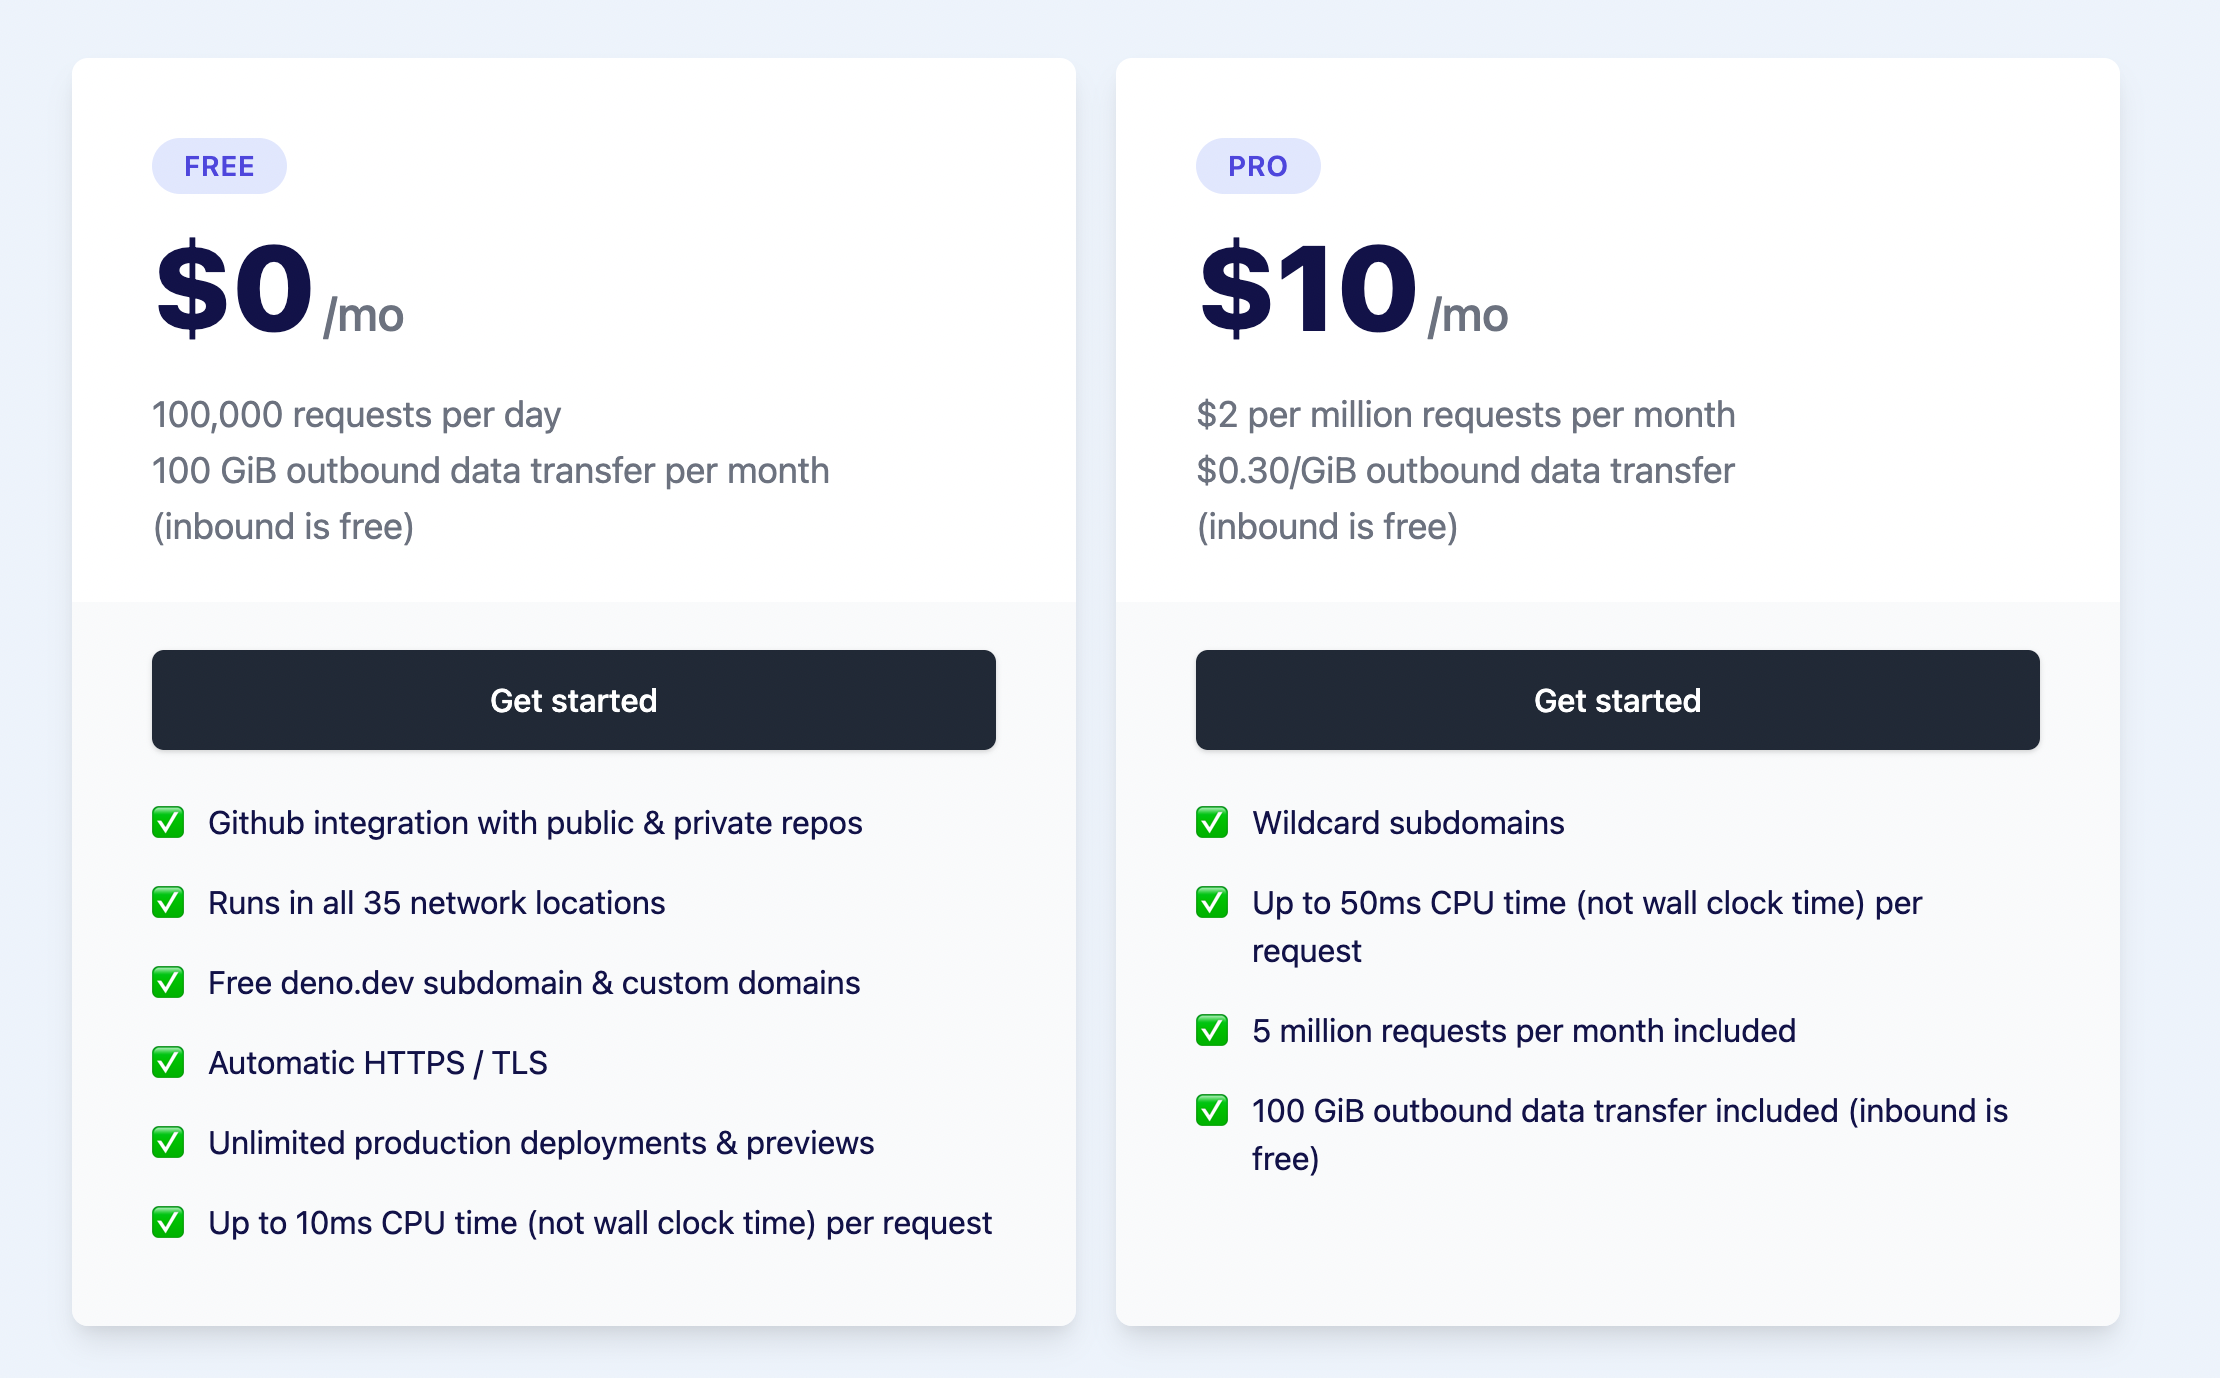 FREE
$0 /mo
100,000 requests per day
100 GiB outbound data transfer per month
(inbound is free)
Get started
✅ Github integration with public & private repos
✅ Runs in all 35 network locations
✅ Free deno.dev subdomain & custom domains
✅ Automatic HTTPS / TLS
✅ Unlimited production deployments & previews
✅ Up to 10ms CPU time (not wall clock time) per request
PRO
$10 /mo
$2 per million requests per month
$0.30/GiB outbound data transfer
(inbound is free)
Get started
✅ Wildcard subdomains
✅ Up to 50ms CPU time (not wall clock time) per
request
✅ 5 million requests per month included
✅ 100 GiB outbound data transfer included (inbound is
free)